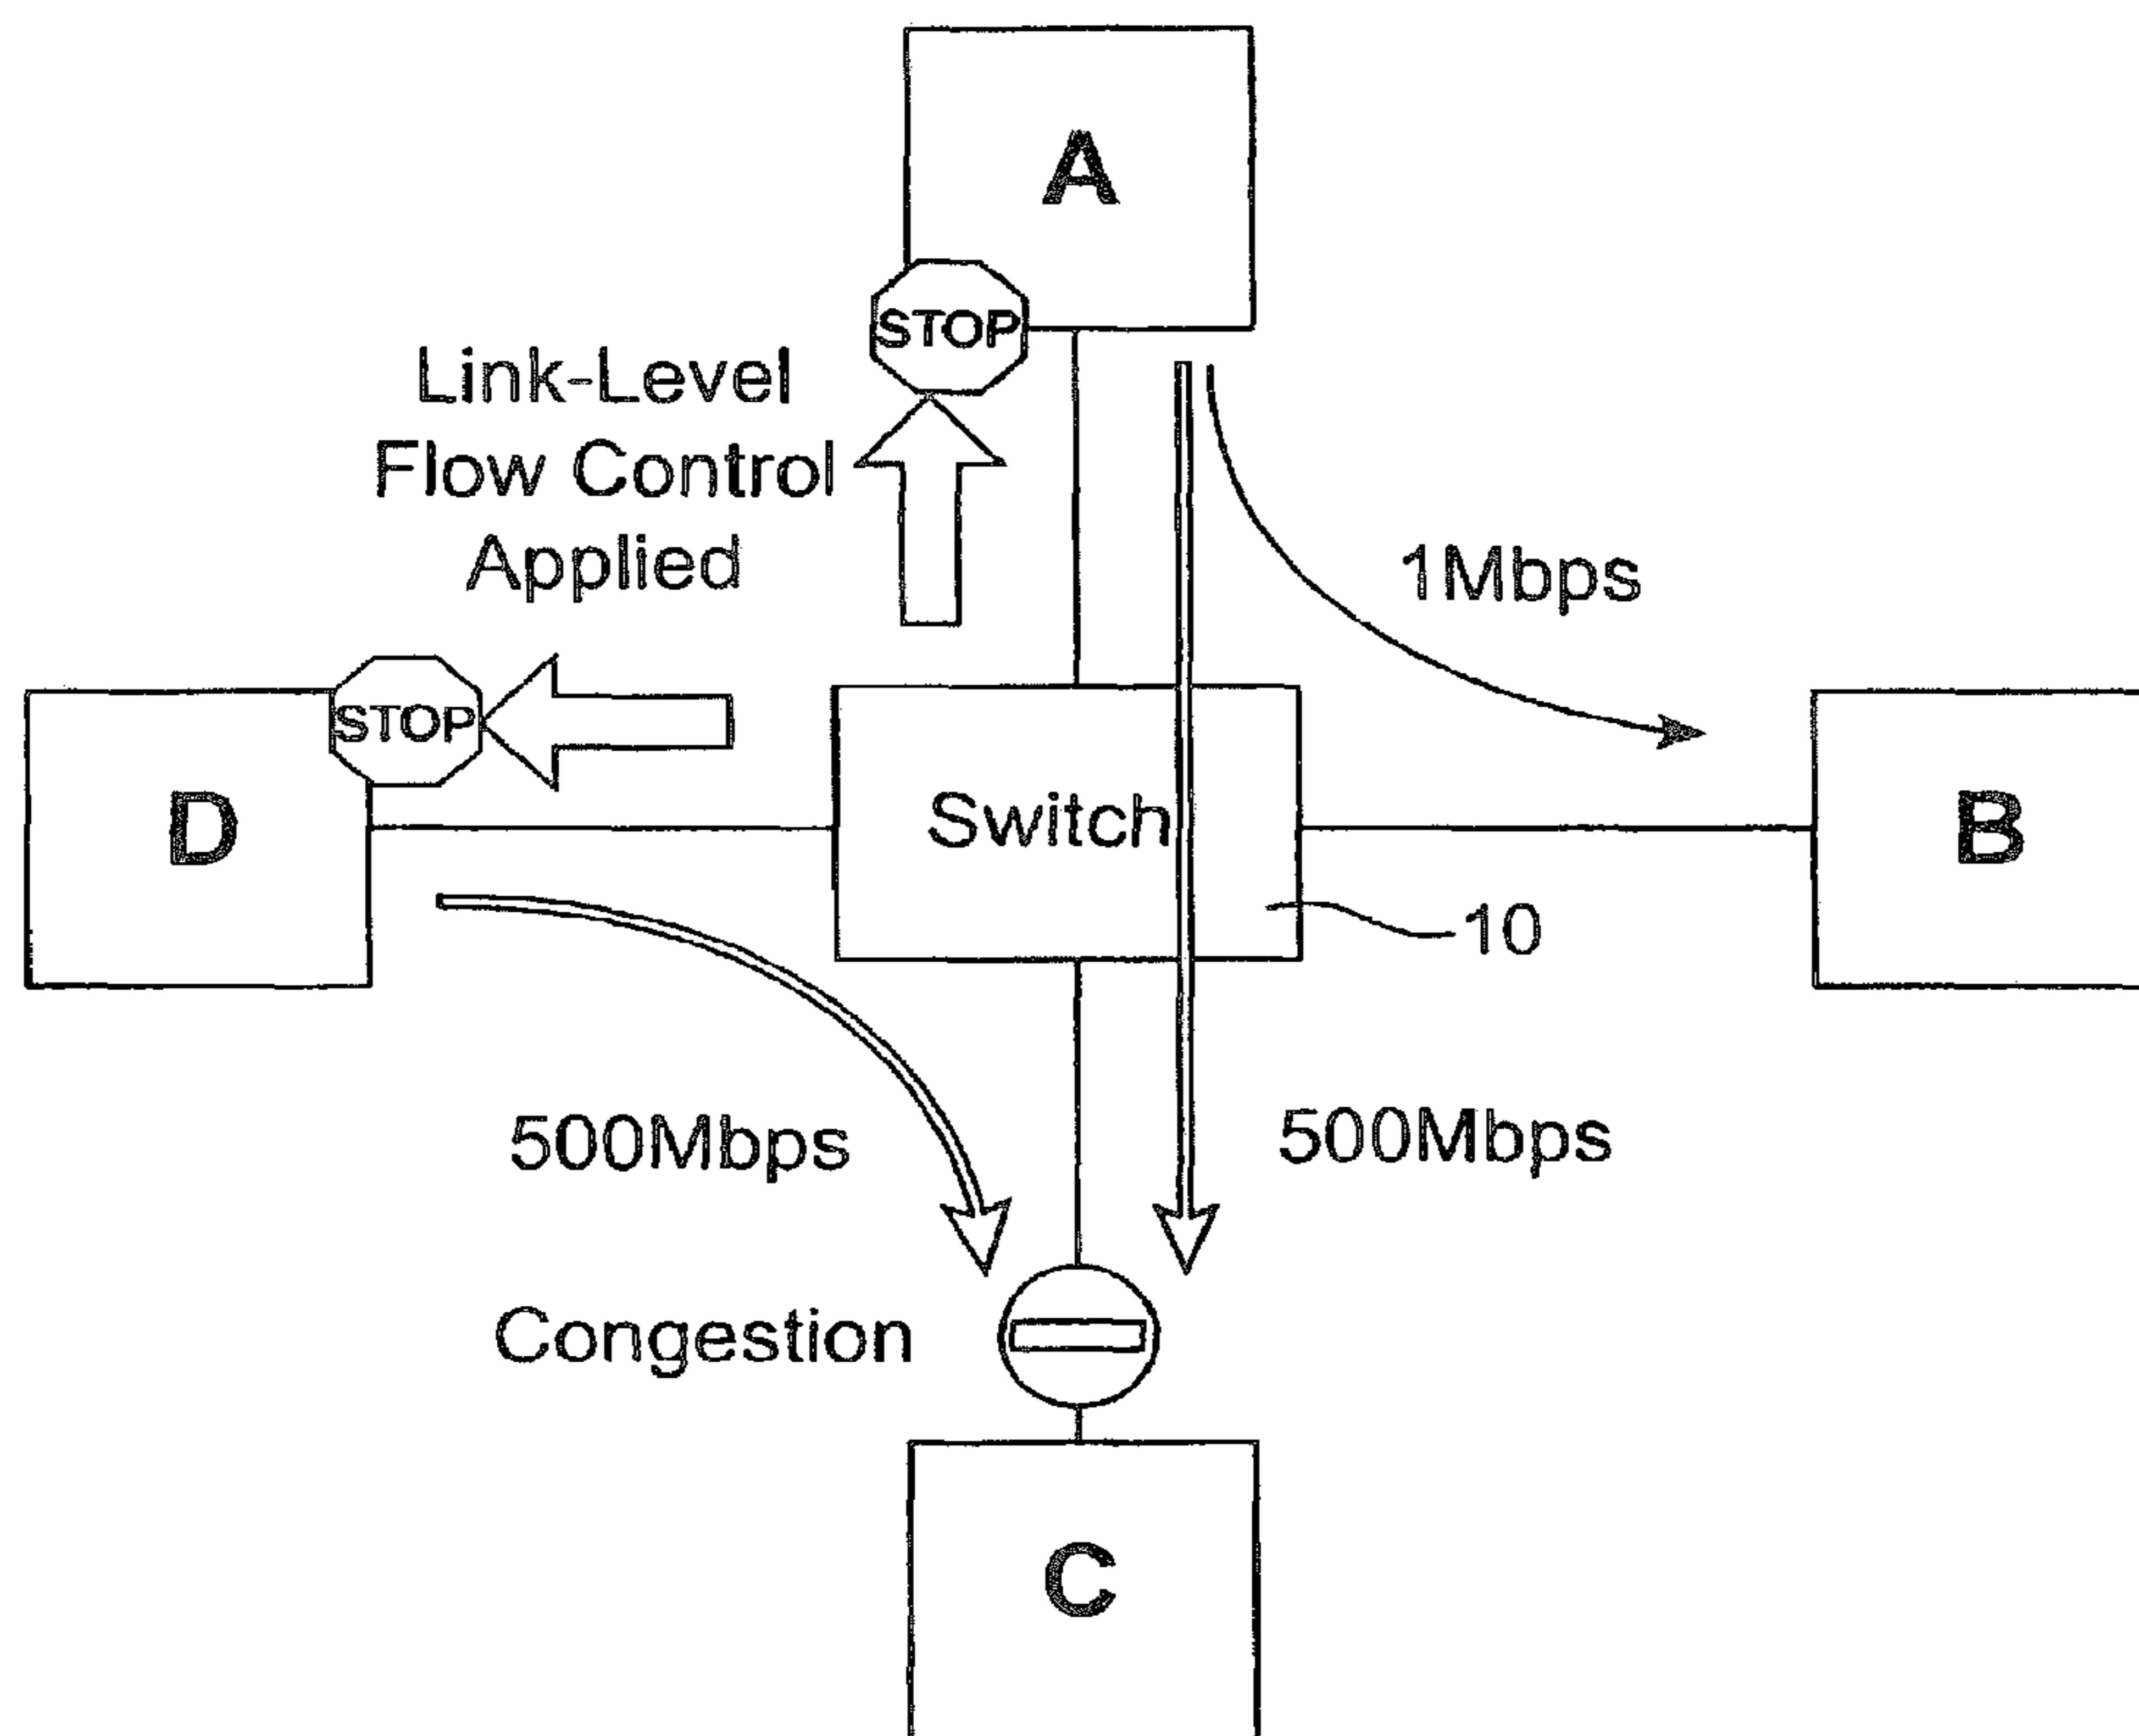 A
STOP
Link-Level
Flow Control
Applied
1Mbps
STOP
D
Switch
B
10
500Mbps
500Mbps
Congestion
C